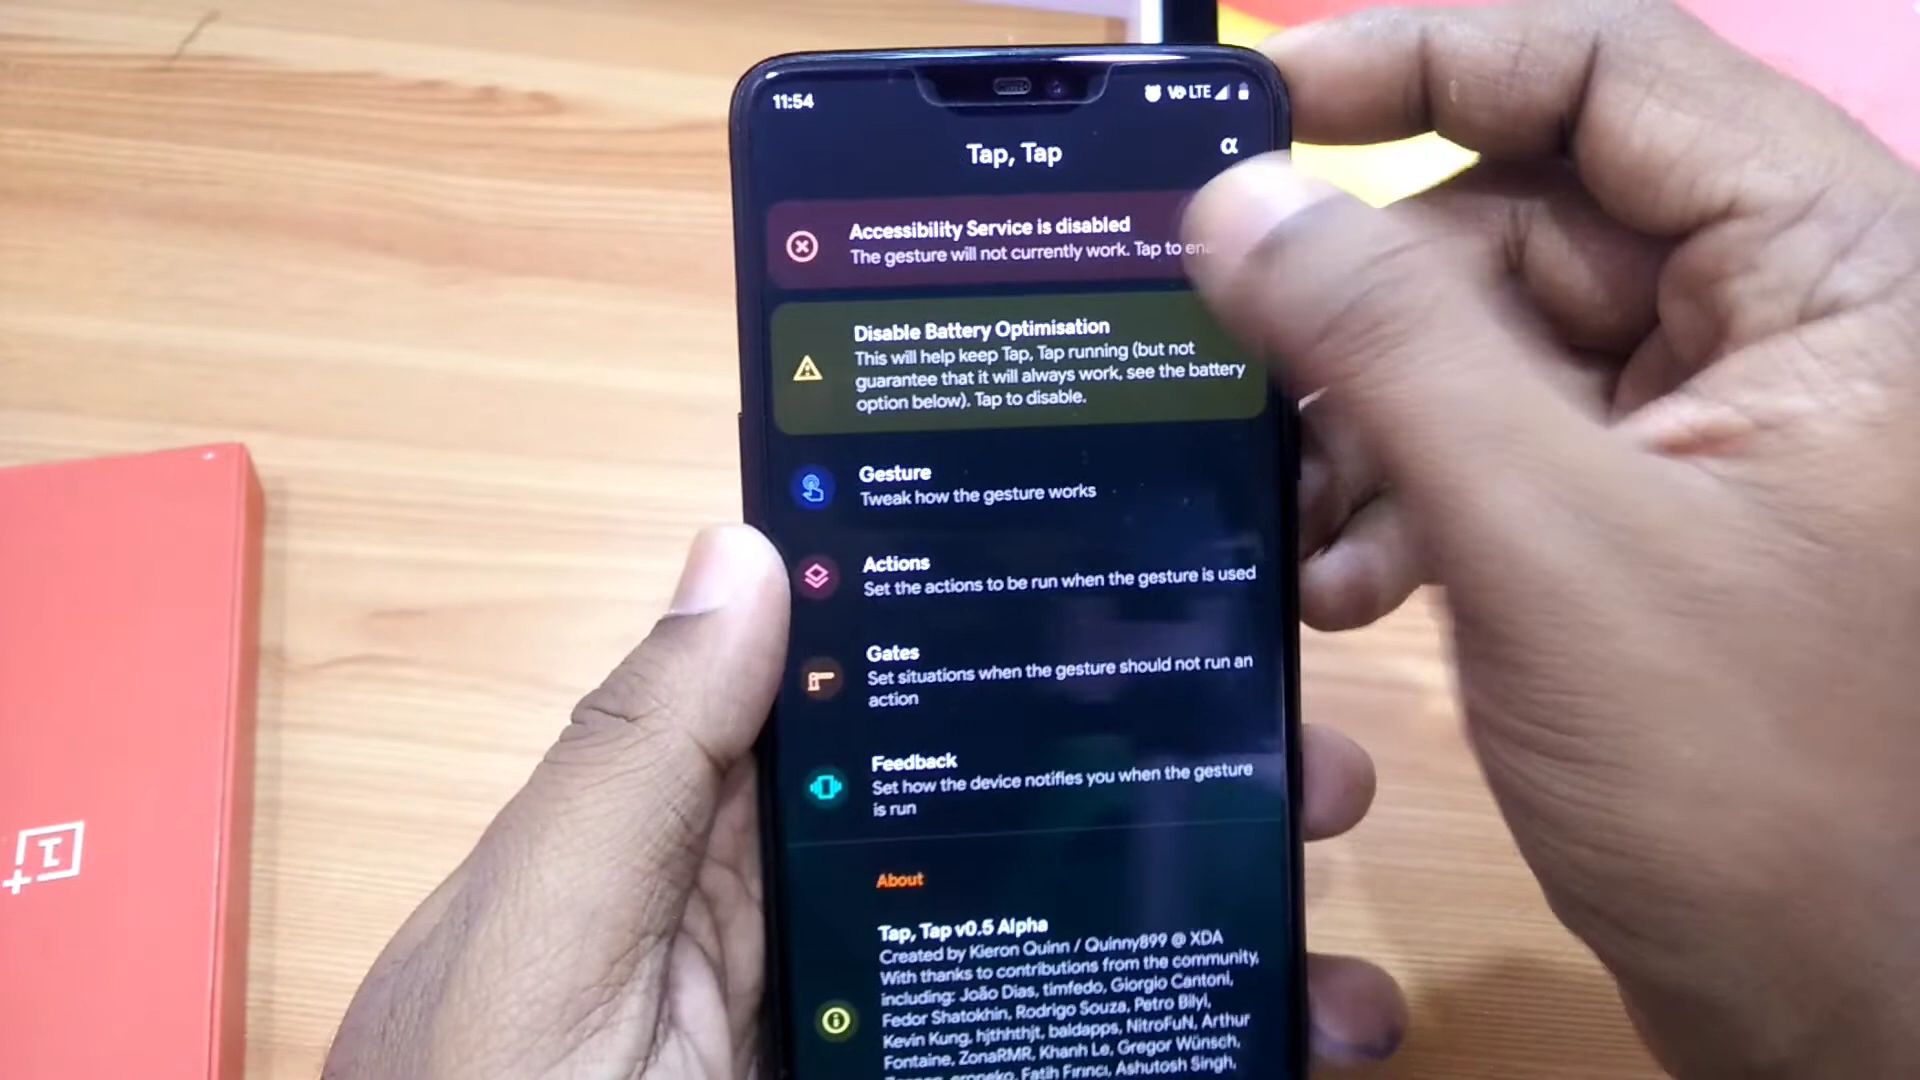 11:54
LTE
Tap, Tap
α
Accessibility Service is disabled
The gesture will not currently work. Tap to
Disable Battery Optimisation
This will help keep Tap, Tap running (but not
guarantee that it will always work, see the battery
option below). Tap to disable.
Gesture
Tweak how the gesture works
Actions
Set the actions to be run when the gesture is used
Gates
Set situations when the gesture should not run an
action
Feedback
Set how the device notifies you when the gesture
is run
About
Tap, Tap v0.5 Alpha
Created by Kieron Quinn / Quinny899 @ XDA
With thanks to contributions from the community,
including: João Dias, timfedo, Giorgio Cantoni,
Fedor Shatokhin, Rodrigo Souza, Petro Bilyi,
Kevin Kung, hjthhthjt, baldapps, NitroFuN, Arthur
Fontaine, ZonaRMR, Khanh Le, Gregor Wünsch,
Fatih Fırıncı, Ashutosh Singh,